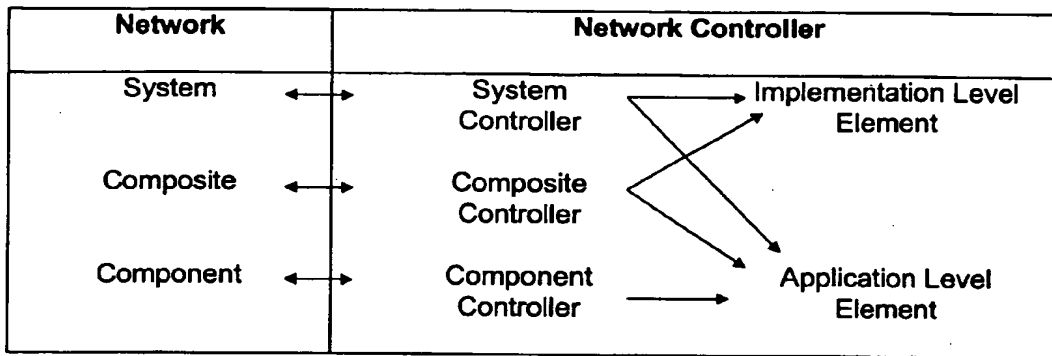 Network
Network Controller
System
System
Controller
Implementation Level
Element
Composite
Composite
Controller
Component
Component
Controller
Application Level
Element